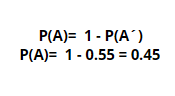 P(A)= 1 - P(A´)
P(A)= 1 - 0.55 = 0.45